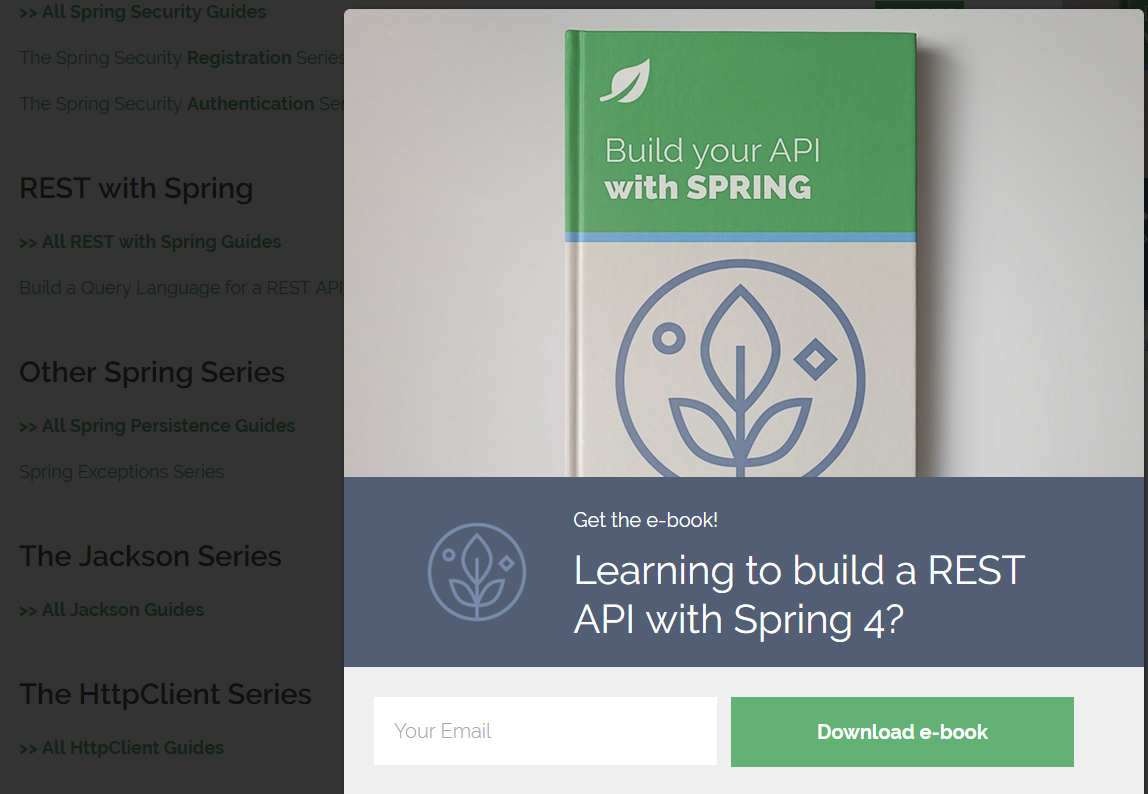 >> All Spring Security Guides
The Spring Security Registration Series
The Spring Security Authentication
REST with Spring
>> All REST with Spring Guides
Build a Query Language for a REST API
Other Spring Series
>> All Spring Persistence Guides
Spring Exceptions Series
The Jackson Series
>> All Jackson Guides
The HttpClient Series
>> All HttpClient Guides
Build your API
with SPRING
Get the e-book!
Learning to build a REST
API with Spring 4?
Your Email
Download e-book